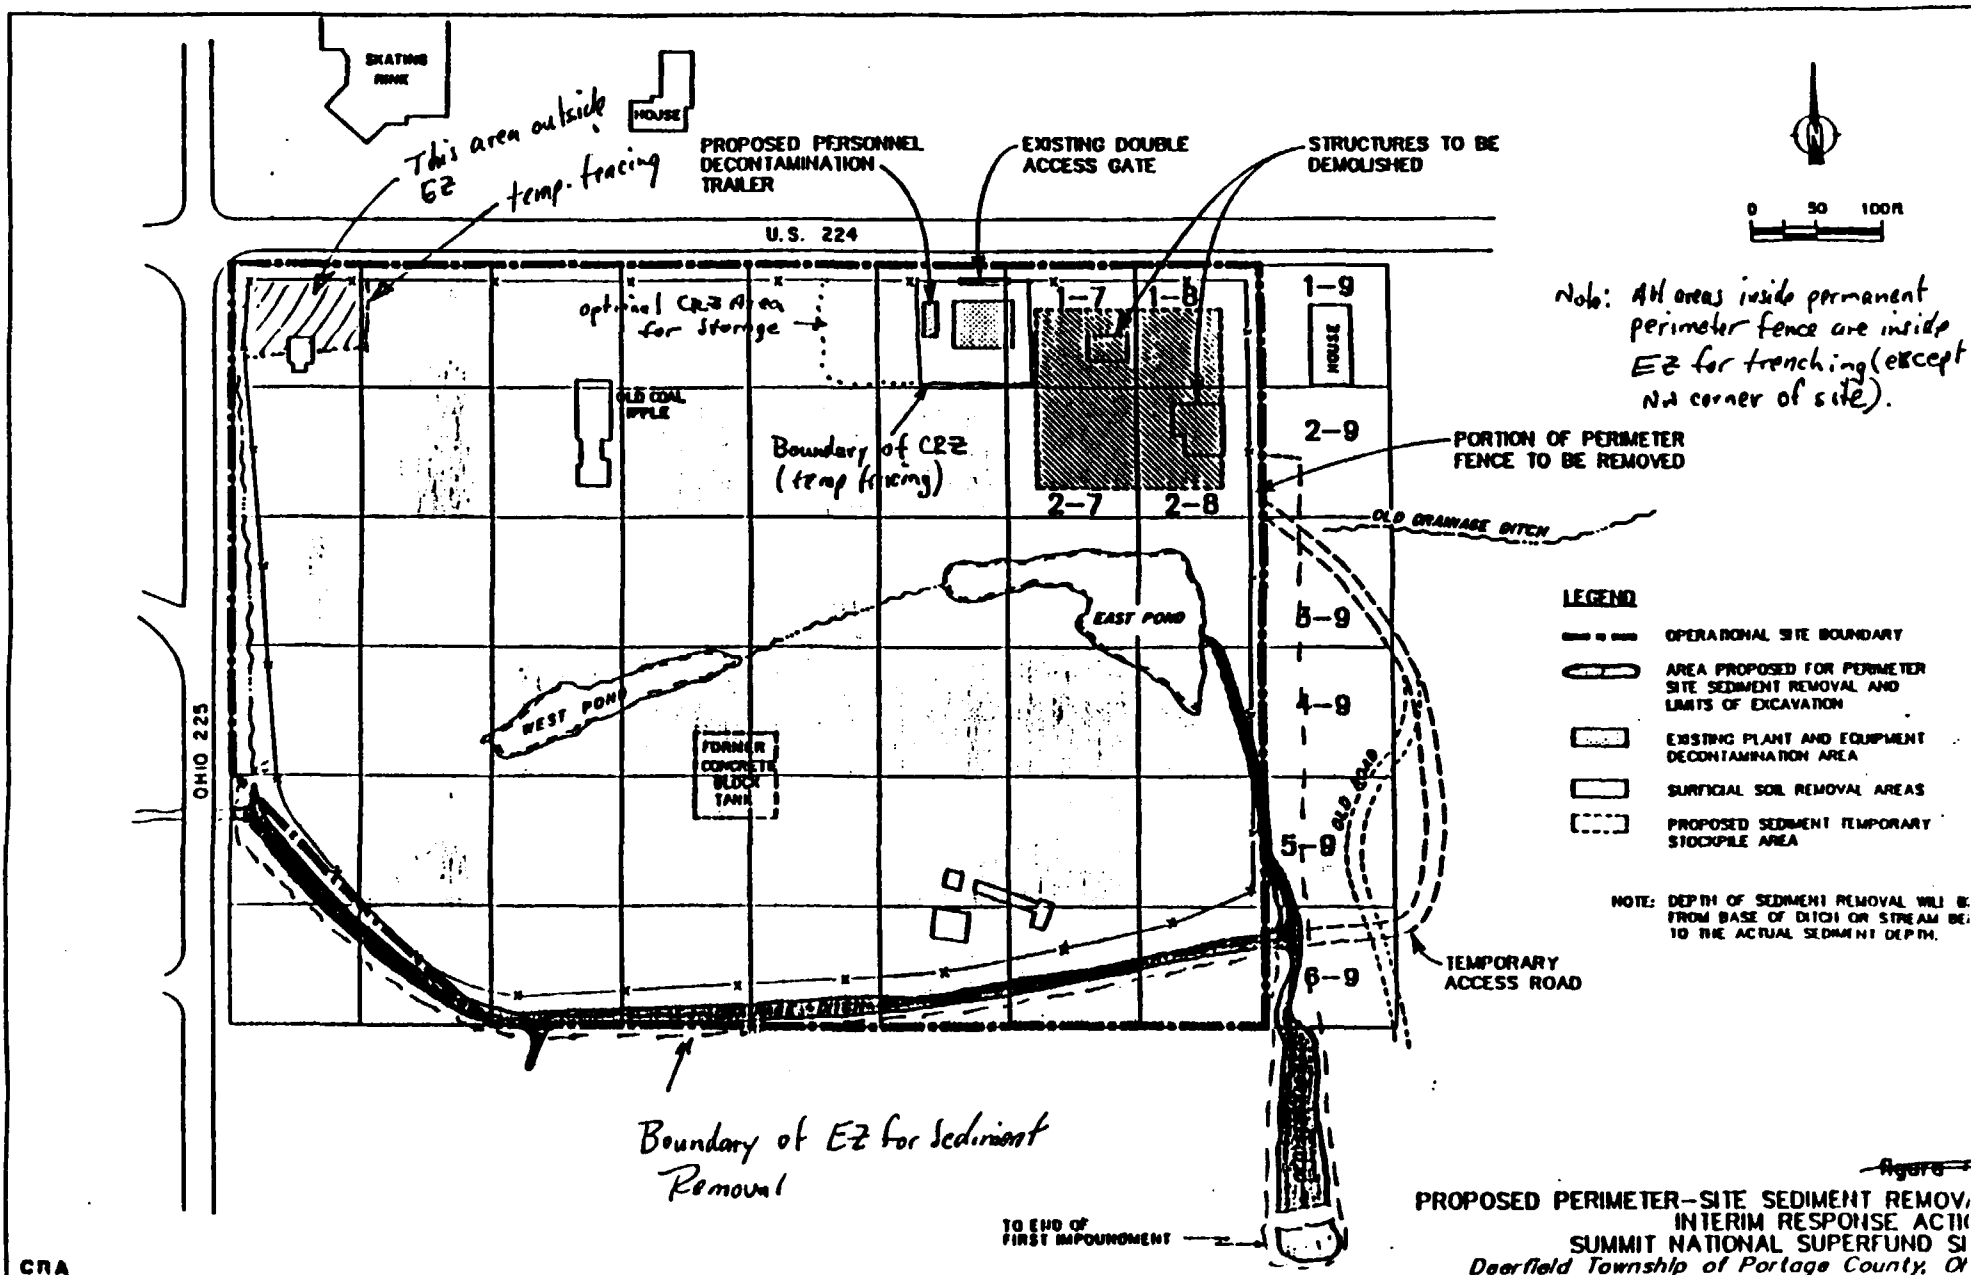 SKATING
RINK
HOUSE
This area outside
EZ
temp. fencing
PROPOSED PERSONNEL
DECONTAMINATION
TRAILER
EXISTING DOUBLE
ACCESS GATE
STRUCTURES TO BE
DEMOLISHED
0 50 100ft
U.S. 224
optional CRZ Area
for storage
1-7
1-8
1-9
HOUSE
Note: All areas inside permanent
perimeter fence are inside
EZ for trenching (except
NW corner of site).
OLD COAL
Boundary of CRZ
(temp fencing)
2-7
2-8
2-9
PORTION OF PERIMETER
FENCE TO BE REMOVED
OLD DRAINAGE DITCH
EAST POND
3-9
WEST POND
4-9
FORMER
CONCRETE
BLOCK
TANK
OHIO 225
OLD ROAD
5-9
6-9
TEMPORARY
ACCESS ROAD
LEGEND
OPERATIONAL SITE BOUNDARY
AREA PROPOSED FOR PERIMETER
SITE SEDIMENT REMOVAL AND
LIMITS OF EXCAVATION
EXISTING PLANT AND EQUIPMENT
DECONTAMINATION AREA
SURFICIAL SOIL REMOVAL AREAS
PROPOSED SEDIMENT TEMPORARY
STOCKPILE AREA
NOTE: DEPTH OF SEDIMENT REMOVAL WILL
FROM BASE OF DITCH OR STREAM
TO THE ACTUAL SEDIMENT DEPTH.
Boundary of EZ for Sediment
Removal
TO END OF
FIRST IMPOUNDMENT
figure
PROPOSED PERIMETER-SITE SEDIMENT REMOV
INTERIM RESPONSE ACTI
SUMMIT NATIONAL SUPERFUND SI
Deerfield Township of Portage County, O
CRA